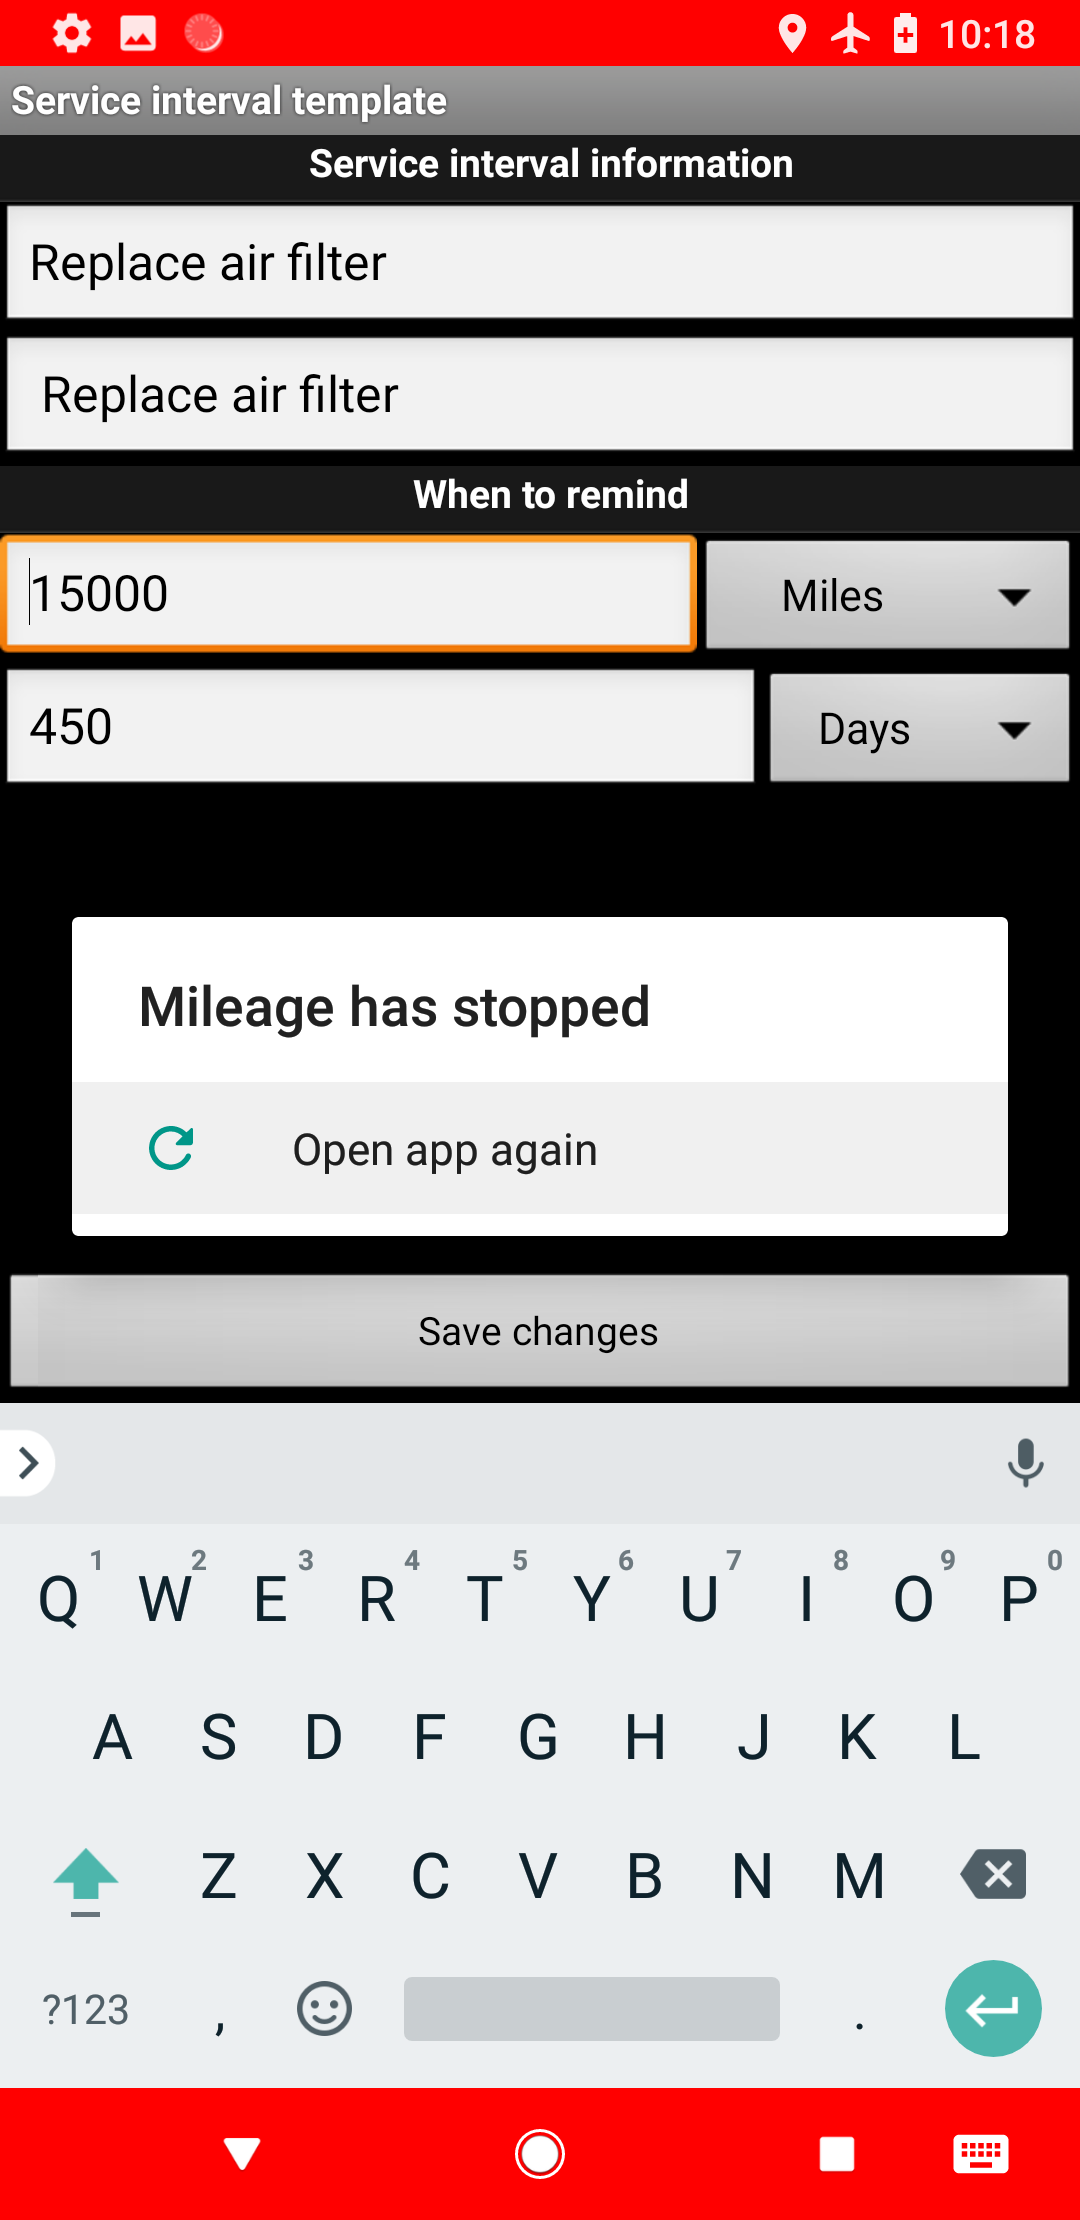 10:18
Service interval template
Service interval information
Replace air filter
Replace air filter
When to remind
15000 Miles
450 Days
Mileage has stopped
Open app again
Save changes
1 2 3 4 5 6 7 8 9 0
Q W E R T Y U I O P
A S D F G H J K L
Z X C V B N M
?123 , .